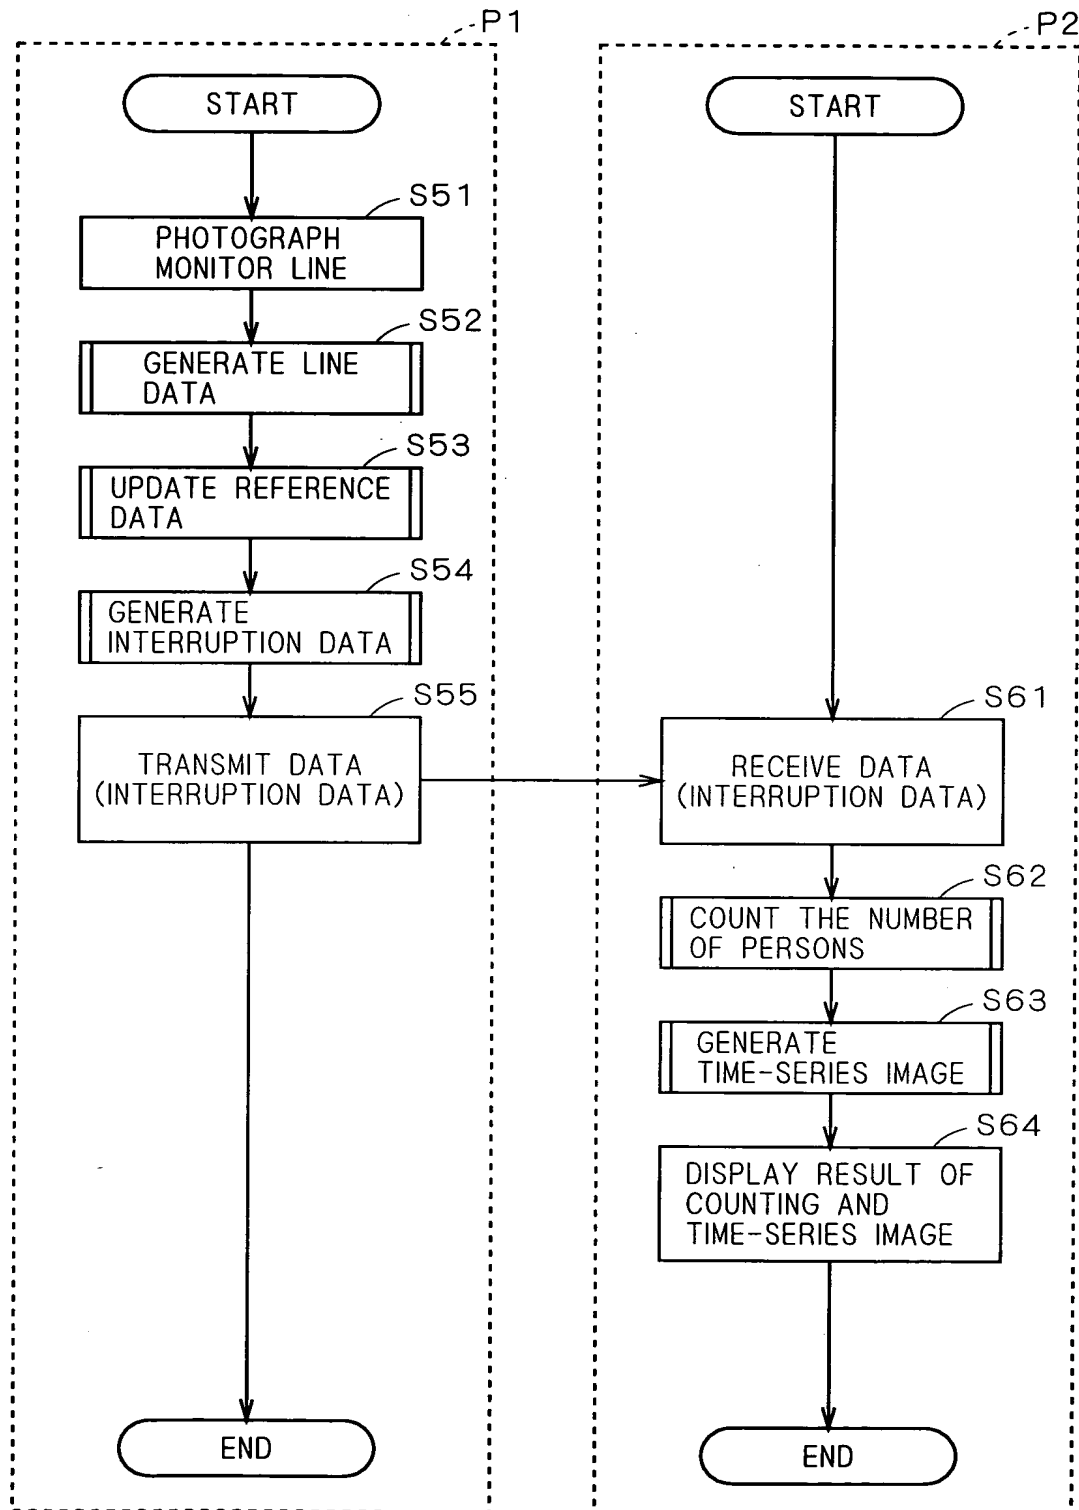 P1
START
S51
PHOTOGRAPH
MONITOR LINE
S52
GENERATE LINE
DATA
S53
UPDATE REFERENCE
DATA
S54
GENERATE
INTERRUPTION DATA
S55
TRANSMIT DATA
(INTERRUPTION DATA)
END
P2
START
S61
RECEIVE DATA
(INTERRUPTION DATA)
S62
COUNT THE NUMBER
OF PERSONS
S63
GENERATE
TIME-SERIES IMAGE
S64
DISPLAY RESULT OF
COUNTING AND
TIME-SERIES IMAGE
END